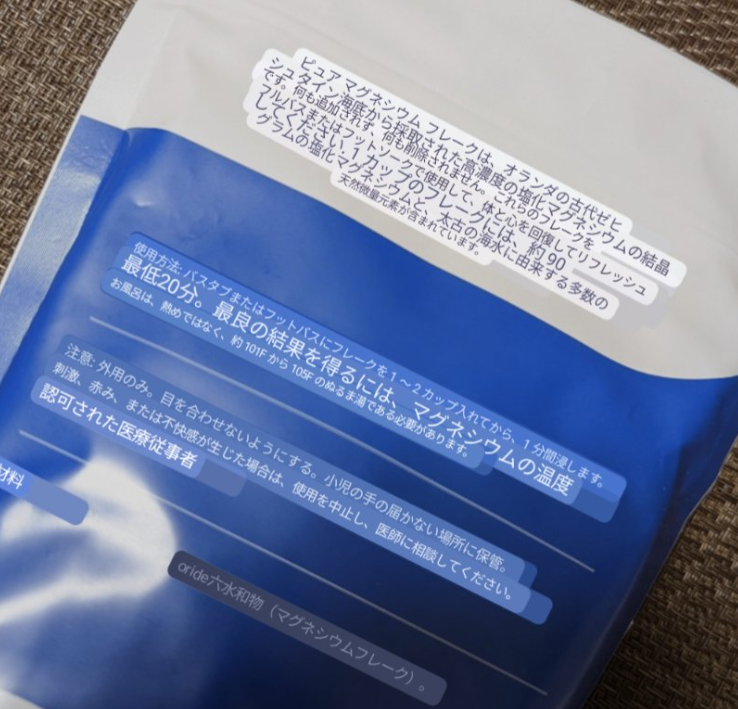 ピュア マグネシウム フレークは、オランダの古代ゼヒ
シュタイン海底から採取された高濃度の塩化マグネシウムの結晶
です。何も追加されず、何も削除されません。これらのフレークを
フルバスまたはフットソークで使用して、体と心を回復してリフレッシュ
してください. 1 カップのフレークには、約 90
グラムの塩化マグネシウムと、太古の海水に由来する多数の
天然微量元素が含まれています。
使用方法: バスタブまたはフットバスにフレークを 1 ～ 2 カップ入れてから、1 分間浸します。
最低20分。最良の結果を得るには、マグネシウムの温度
お風呂は、熱めではなく、約 101F から 105F のぬるま湯である必要があります。
注意: 外用のみ。目を合わせないようにする。小児の手の届かない場所に保管。
刺激、赤み、または不快感が生じた場合は、使用を中止し、医師に相談してください。
認可された医療従事者
材料
oride六水和物（マグネシウムフレーク）。